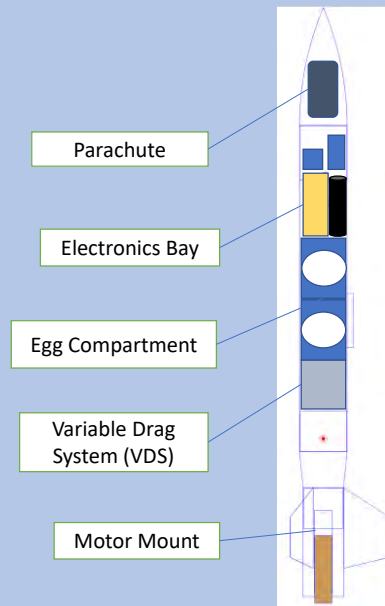 Parachute
Electronics Bay
Egg Compartment
Variable Drag
System (VDS)
Motor Mount